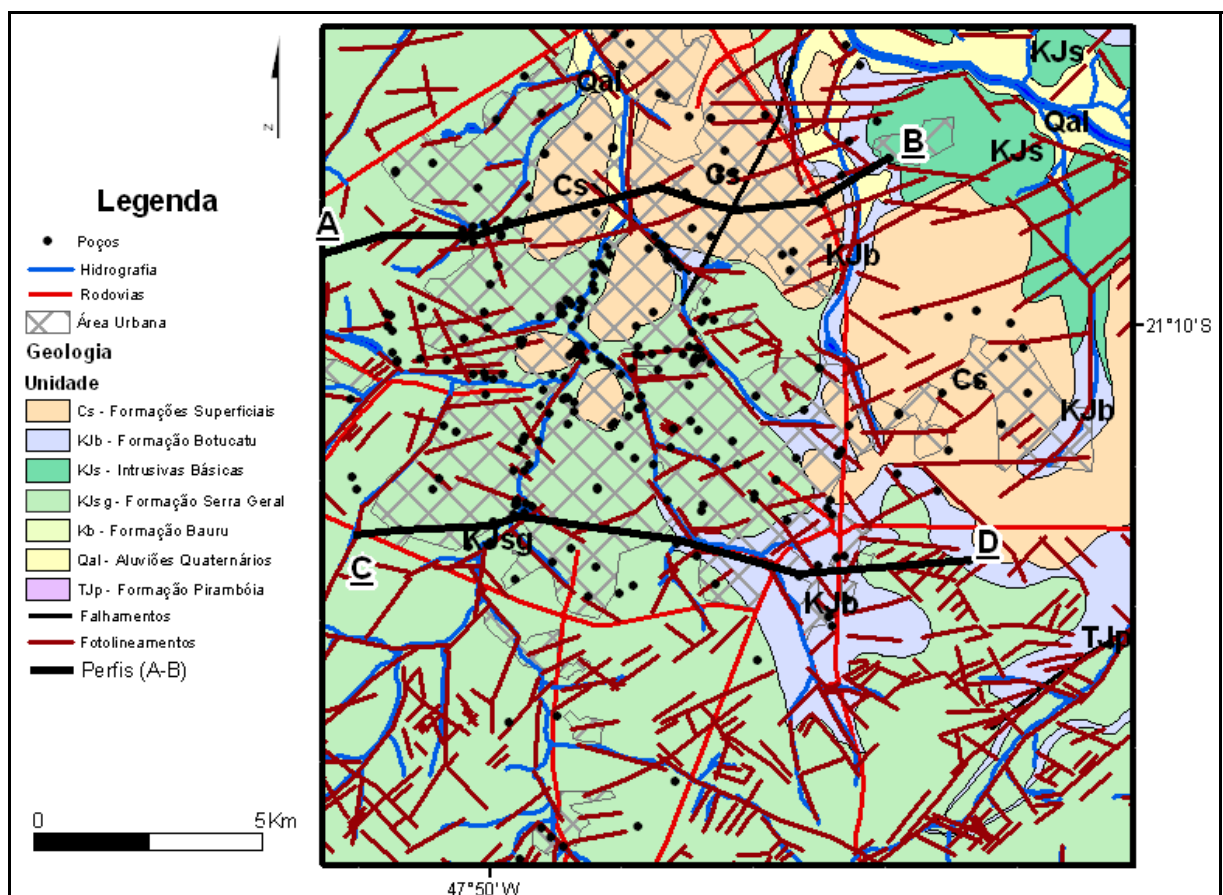 N
Legenda
Poços
Hidrografia
Rodovias
Área Urbana
Geologia
Unidade
Cs - Formações Superficiais
KJb - Formação Botucatu
KJs - Intrusivas Básicas
KJsg - Formação Serra Geral
Kb - Formação Bauru
Qal - Aluviões Quaternários
TJp - Formação Pirambóia
Falhamentos
Fotolineamentos
Perfis (A-B)
0 5Km
KJs
Qal
Qal
B
KJs
Cs
Cs
A
KJb
21°10'S
Cs
KJb
KJsg
D
C
KJb
TJp
47°50' W